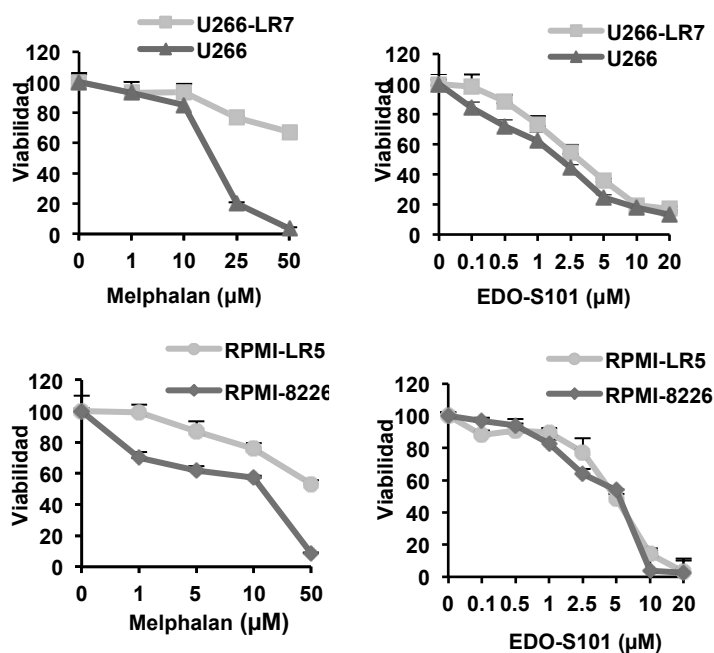 U266-LR7
U266
Viabilidad
120
100
80
60
40
20
0
0 1 10 25 50
Melphalan (µM)
U266-LR7
U266
Viabilidad
120
100
80
60
40
20
0
0 0.1 0.5 1 2.5 5 10 20
EDO-S101 (µM)
RPMI-LR5
RPMI-8226
Viabilidad
120
100
80
60
40
20
0
0 1 5 10 50
Melphalan (µM)
RPMI-LR5
RPMI-8226
Viabilidad
120
100
80
60
40
20
0
0 0.1 0.5 1 2.5 5 10 20
EDO-S101 (µM)